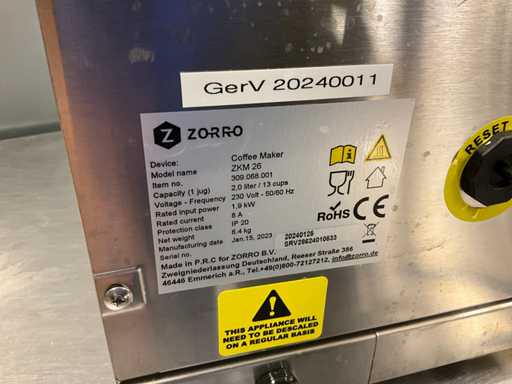 GerV 20240011
ZORRO
Device: Coffee Maker
Model name ZKM 26
Item no. 309.068.001
Capacity (1 jug) 2,0 liter / 13 cups
Voltage - Frequency 230 Volt - 50/60 Hz
Rated input power 1,9 kW
Rated input current 8 A
Protection class IP 20
Net weight 6.4 kg
Manufacturing date Jan,15, 2023 20240126
Serial no. SRV28624010633
Made in P.R.C for ZORRO B.V.
Zweigniederlassung Deutschland, Reeser Straße 386
46446 Emmerich a.R., Tel.+49(0)800-72127212, info@zorro.de
RoHS CE
RESET
THIS APPLIANCE WILL
NEED TO BE DESCALED
ON A REGULAR BASIS